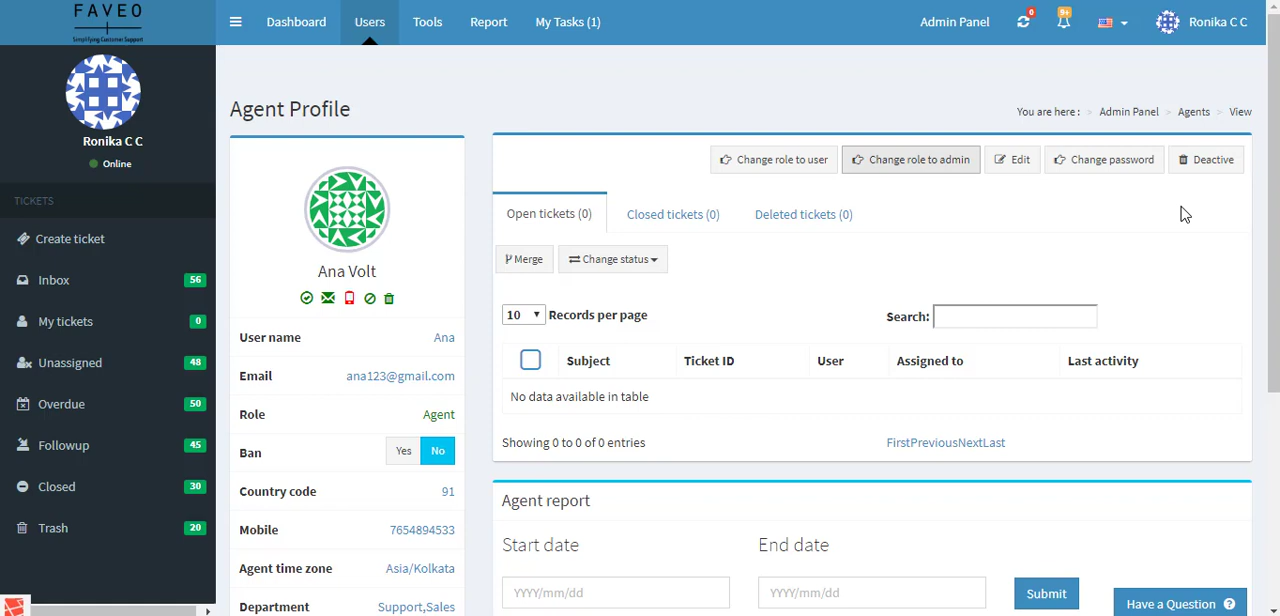 FAVEO
Simplifying Customer Support
Dashboard Users Tools Report My Tasks (1) Admin Panel 0 9+ Ronika C C
Ronika C C
Online
TICKETS
Create ticket
Inbox 56
My tickets 0
Unassigned 48
Overdue 50
Followup 45
Closed 30
Trash 20
Agent Profile
You are here : Admin Panel > Agents > View
Ana Volt
User name Ana
Email ana123@gmail.com
Role Agent
Ban Yes No
Country code 91
Mobile 7654894533
Agent time zone Asia/Kolkata
Department Support,Sales
Change role to user Change role to admin Edit Change password Deactive
Open tickets (0) Closed tickets (0) Deleted tickets (0)
Merge Change status
10 Records per page Search:
Subject Ticket ID User Assigned to Last activity
No data available in table
Showing 0 to 0 of 0 entries FirstPreviousNextLast
Agent report
Start date End date
YYYY/mm/dd YYYY/mm/dd Submit
Have a Question ?